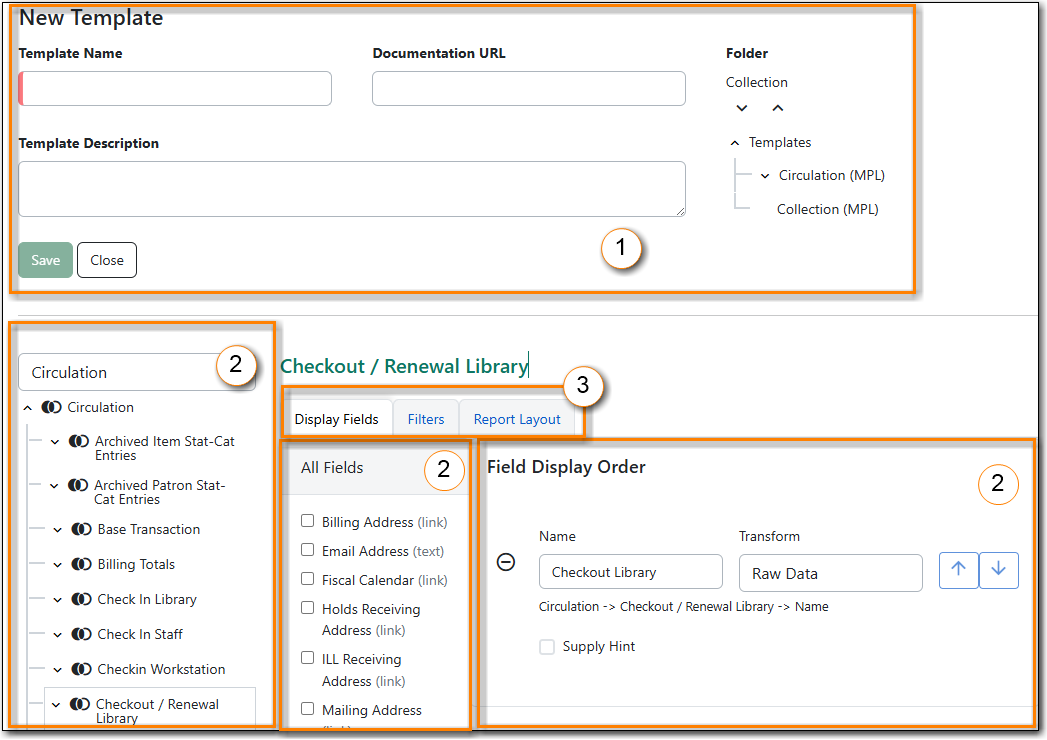 New Template
Template Name
Documentation URL
Folder
Collection
Templates
Circulation (MPL)
Collection (MPL)
Template Description
Save
Close
1
Circulation
2
Circulation
Archived Item Stat-Cat
Entries
Archived Patron Stat-
Cat Entries
Base Transaction
Billing Totals
Check In Library
Check In Staff
Checkin Workstation
Checkout / Renewal
Library
Checkout / Renewal Library
3
Display Fields
Filters
Report Layout
All Fields
2
Billing Address (link)
Email Address (text)
Fiscal Calendar (link)
Holds Receiving
Address (link)
ILL Receiving
Address (link)
Mailing Address
Field Display Order
2
Name
Transform
Checkout Library
Raw Data
Circulation -> Checkout / Renewal Library -> Name
Supply Hint